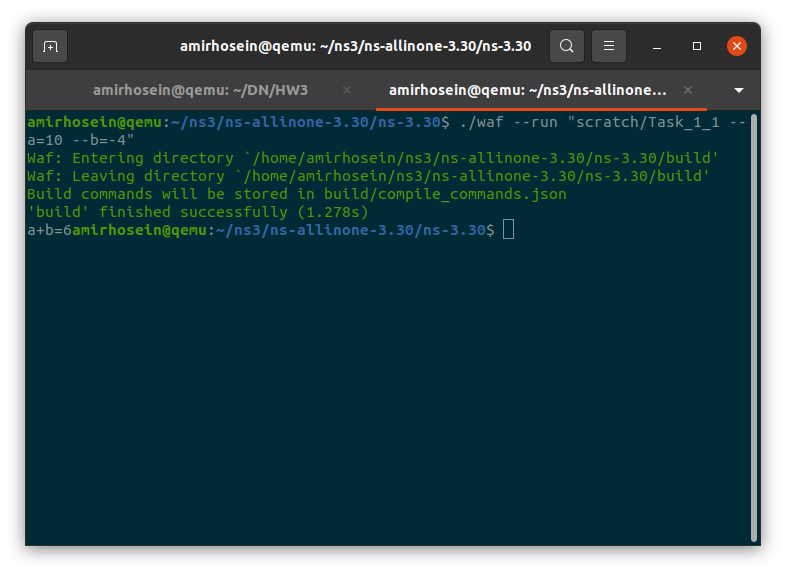 amirhosein@qemu: ~/ns3/ns-allinone-3.30/ns-3.30
amirhosein@qemu: ~/DN/HW3
amirhosein@qemu: ~/ns3/ns-allinone...
amirhosein@qemu:~/ns3/ns-allinone-3.30/ns-3.30$ ./waf --run "scratch/Task_1_1 --
a=10 --b=-4"
Waf: Entering directory `/home/amirhosein/ns3/ns-allinone-3.30/ns-3.30/build'
Waf: Leaving directory `/home/amirhosein/ns3/ns-allinone-3.30/ns-3.30/build'
Build commands will be stored in build/compile_commands.json
'build' finished successfully (1.278s)
a+b=6amirhosein@qemu:~/ns3/ns-allinone-3.30/ns-3.30$